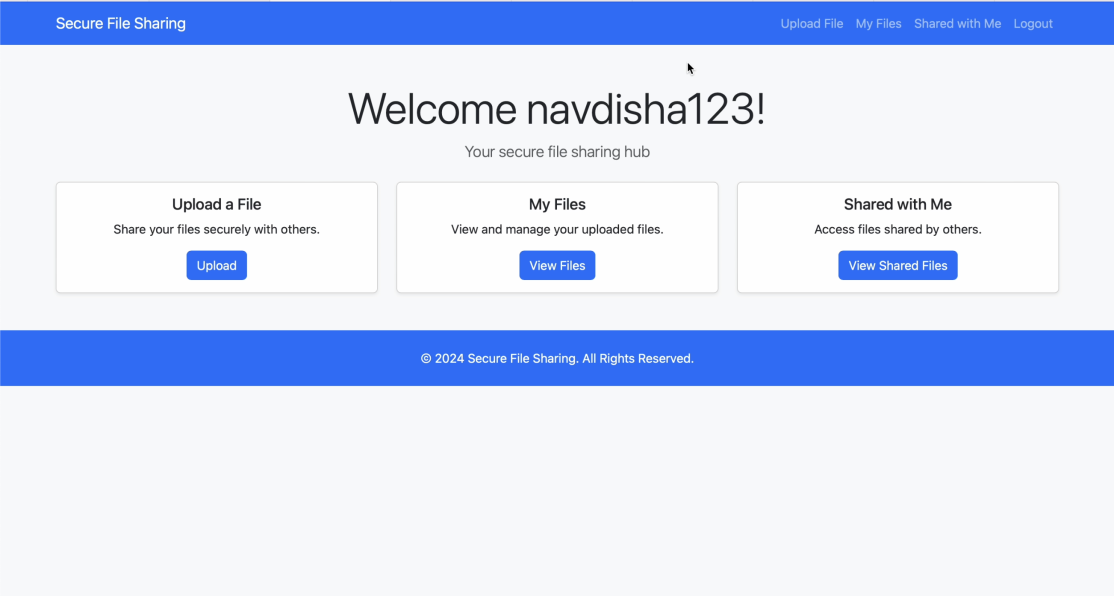 Secure File Sharing
Upload File My Files Shared with Me Logout
Welcome navdisha123!
Your secure file sharing hub
Upload a File
Share your files securely with others.
Upload
My Files
View and manage your uploaded files.
View Files
Shared with Me
Access files shared by others.
View Shared Files
© 2024 Secure File Sharing. All Rights Reserved.